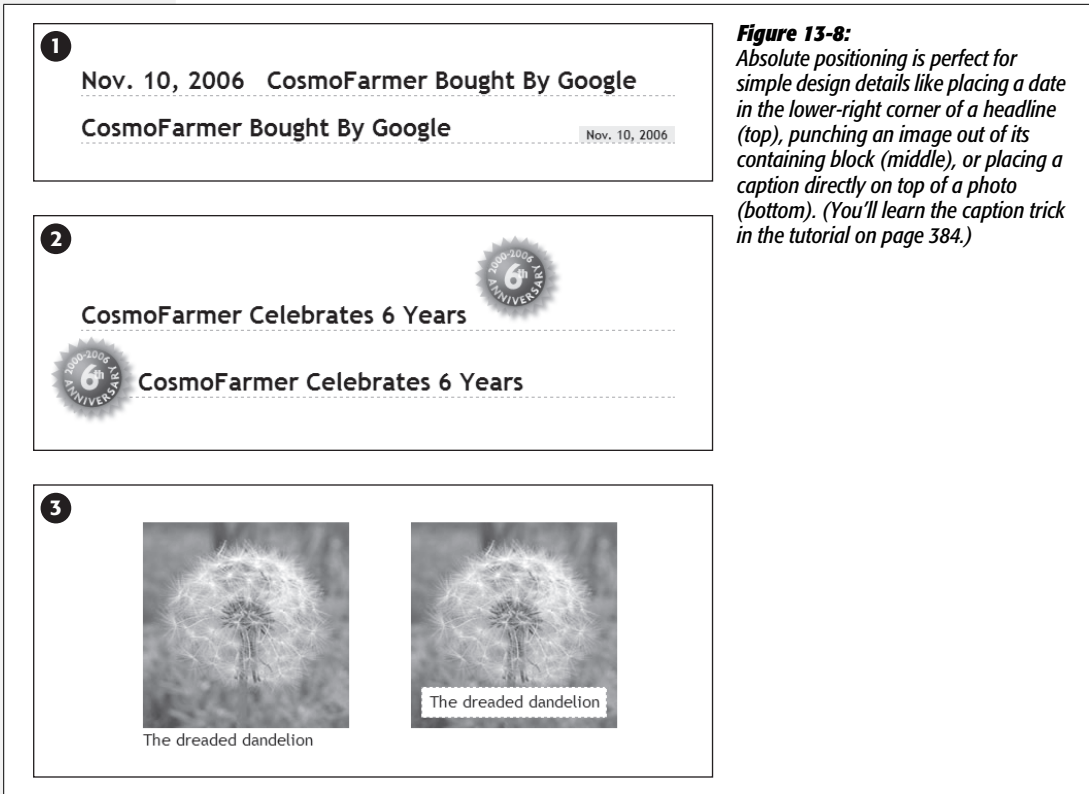 1
Nov. 10, 2006 CosmoFarmer Bought By Google
CosmoFarmer Bought By Google
Nov. 10, 2006
2
2000-2006
6th
ANNIVERSARY
CosmoFarmer Celebrates 6 Years
2000-2006
6th
ANNIVERSARY
CosmoFarmer Celebrates 6 Years
3
The dreaded dandelion
The dreaded dandelion
Figure 13-8:
Absolute positioning is perfect for
simple design details like placing a date
in the lower-right corner of a headline
(top), punching an image out of its
containing block (middle), or placing a
caption directly on top of a photo
(bottom). (You’ll learn the caption trick
in the tutorial on page 384.)